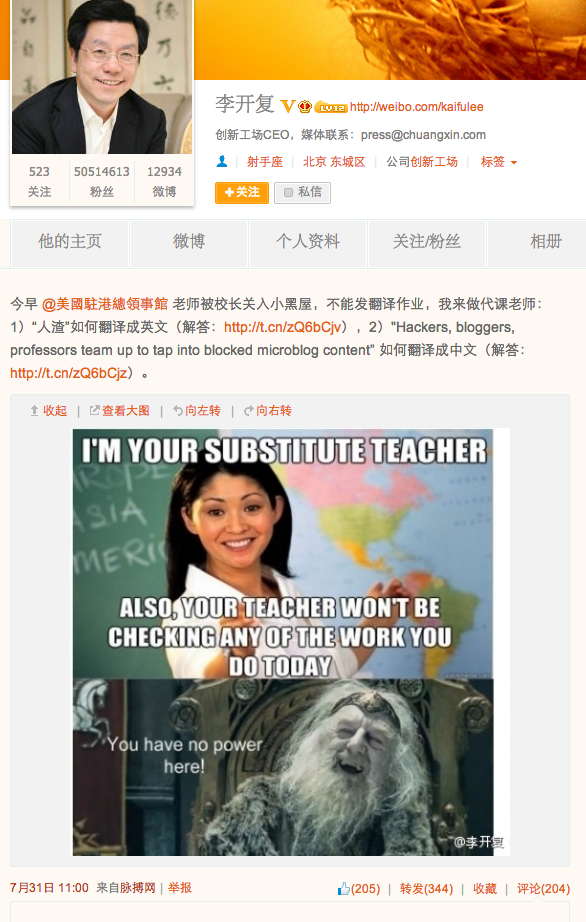 李开复 V LV12 http://weibo.com/kaifulee
创新工场CEO，媒体联系：press@chuangxin.com
523 50514613 12934
关注 粉丝 微博
射手座 | 北京 东城区 | 公司创新工场 | 标签
+关注 私信
他的主页 微博 个人资料 关注/粉丝 相册
今早 @美國駐港總領事館 老师被校长关入小黑屋，不能发翻译作业，我来做代课老师：
1）“人渣”如何翻译成英文（解答：http://t.cn/zQ6bCjv），2）"Hackers, bloggers,
professors team up to tap into blocked microblog content” 如何翻译成中文（解答：
http://t.cn/zQ6bCjz）。
收起 | 查看大图 | 向左转 | 向右转
I'M YOUR SUBSTITUTE TEACHER
ALSO, YOUR TEACHER WON'T BE
CHECKING ANY OF THE WORK YOU
DO TODAY
You have no power
here!
@李开复
7月31日 11:00 来自脉搏网 | 举报
(205) | 转发(344) | 收藏 | 评论(204)